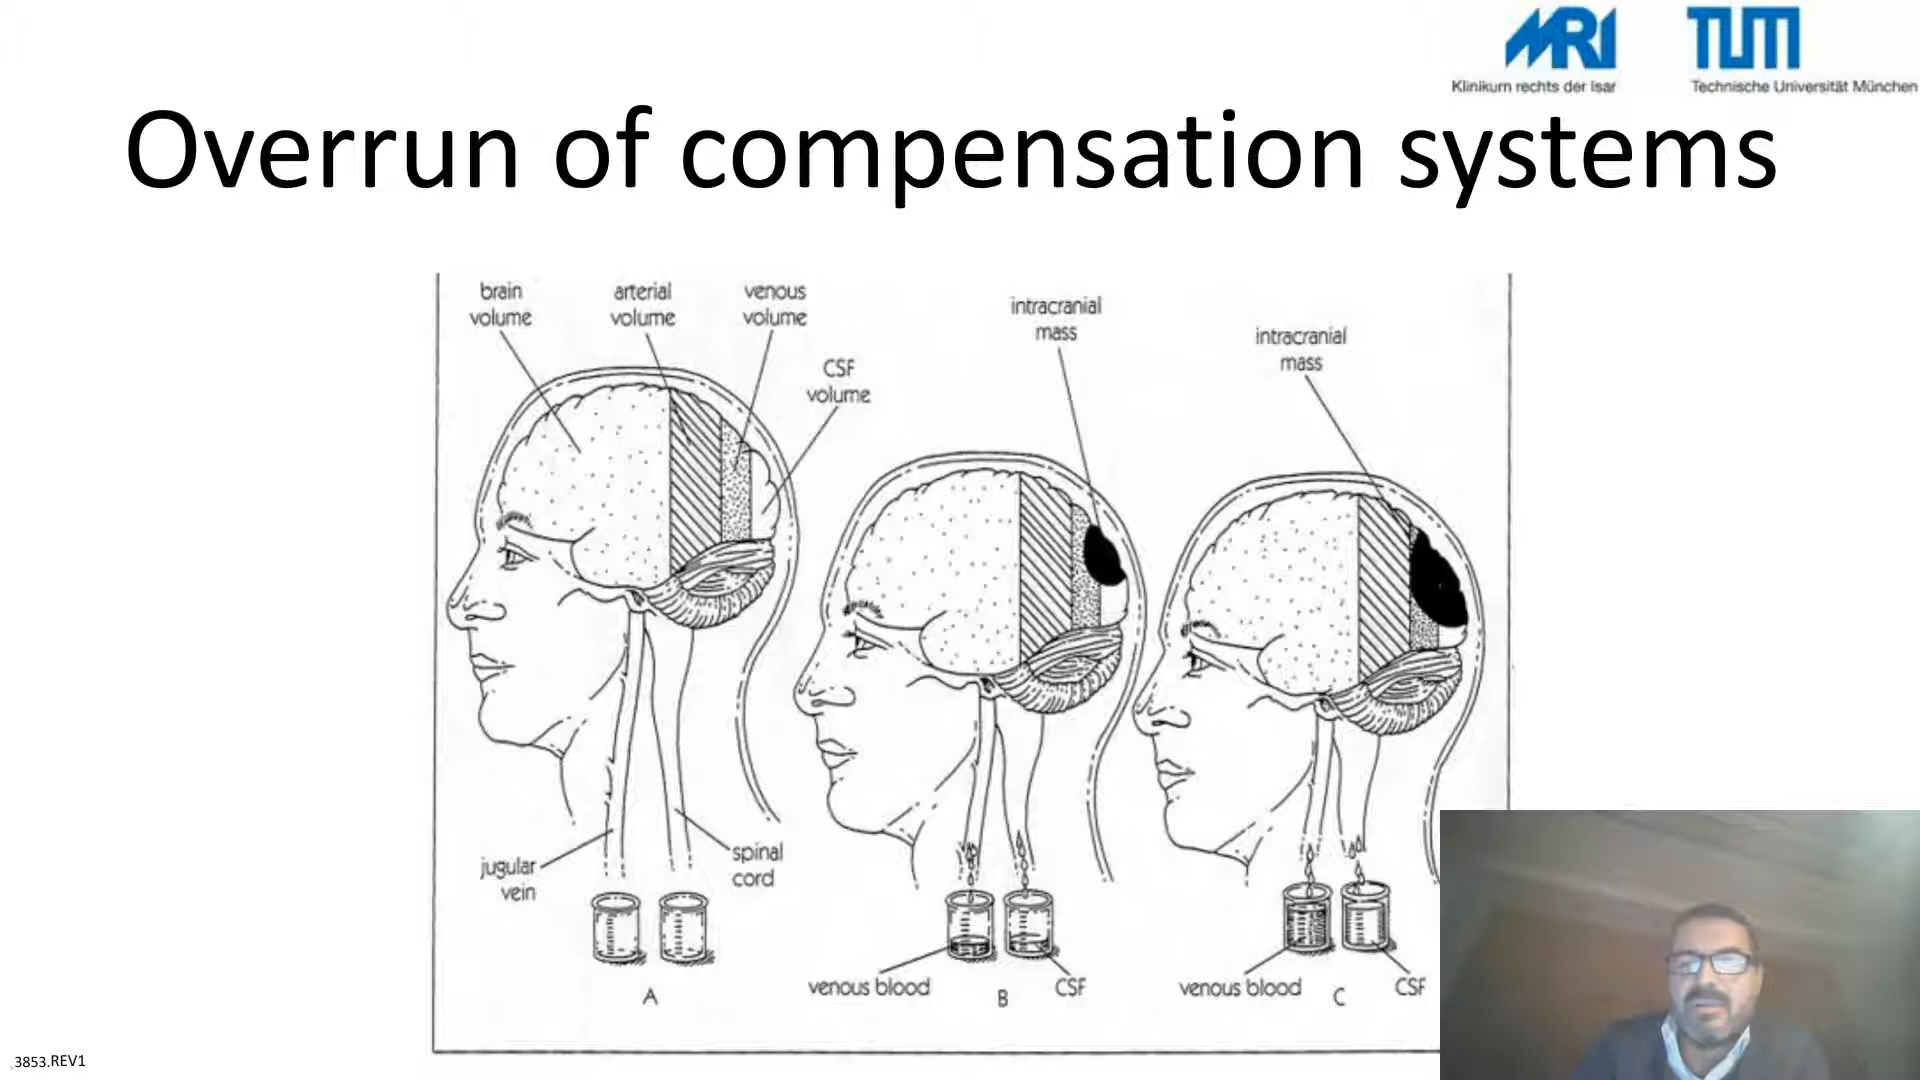 MRI
Klinikum rechts der Isar
TUM
Technische Universität München
Overrun of compensation systems
brain
volume
arterial
volume
venous
volume
CSF
volume
intracranial
mass
intracranial
mass
jugular
vein
spinal
cord
A
venous blood
B
CSF
venous blood
C
CSF
3853.REV1